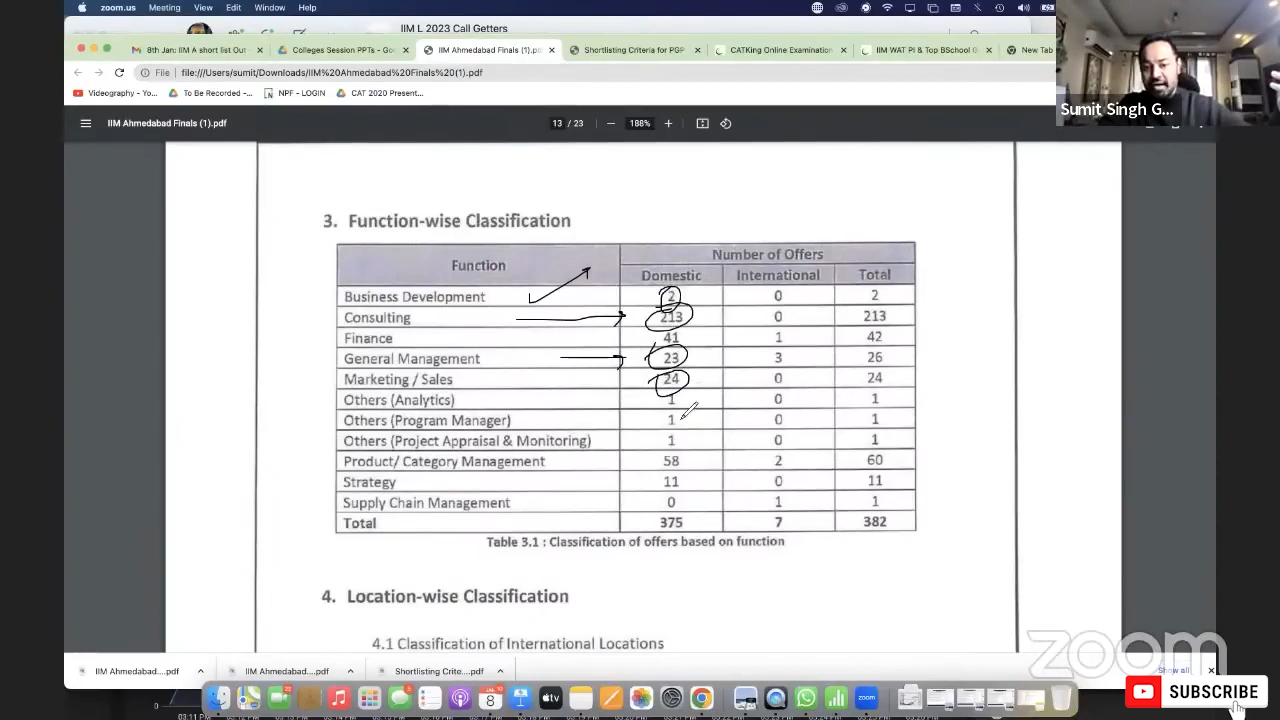 zoom.us Meeting View Edit Window Help
IIM L 2023 Call Getters
8th Jan: IIM A short list Out -
Colleges Session PPTs - Goo
IIM Ahmedabad Finals (1).pdf
Shortlisting Criteria for PGP
CATKing Online Examination
IIM WAT PI & Top BSchool G
New Tab
File file:///Users/sumit/Downloads/IIM%20Ahmedabad%20Finals%20(1).pdf
Videography - Yo... To Be Recorded -... NPF - LOGIN CAT 2020 Present...
Sumit Singh G...
IIM Ahmedabad Finals (1).pdf 13 / 23 188%
3. Function-wise Classification
Function Number of Offers
Domestic International Total
Business Development 2 0 2
Consulting 213 0 213
Finance 41 1 42
General Management 23 3 26
Marketing / Sales 24 0 24
Others (Analytics) 1 0 1
Others (Program Manager) 1 0 1
Others (Project Appraisal & Monitoring) 1 0 1
Product/ Category Management 58 2 60
Strategy 11 0 11
Supply Chain Management 0 1 1
Total 375 7 382
Table 3.1 : Classification of offers based on function
4. Location-wise Classification
4.1 Classification of International Locations
zoom
IIM Ahmedabad....pdf IIM Ahmedabad....pdf Shortlisting Crite....pdf Show all
SUBSCRIBE